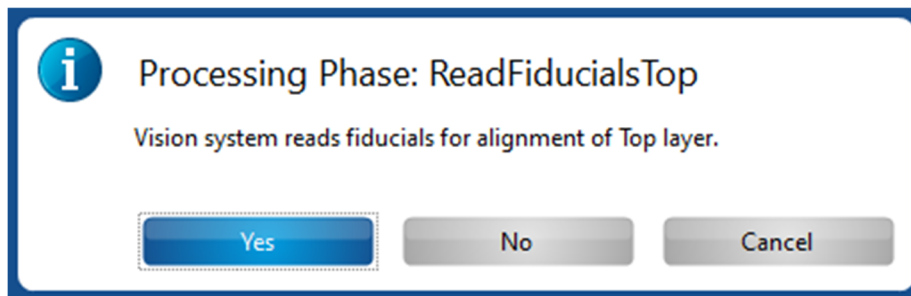 Processing Phase: ReadFiducialsTop
Vision system reads fiducials for alignment of Top layer.
Yes No Cancel